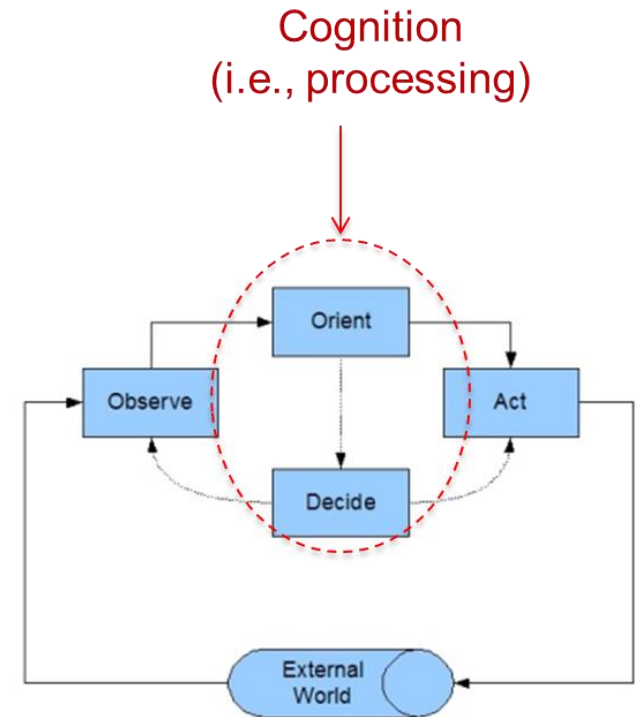 Cognition
(i.e., processing)
Orient
Observe
Act
Decide
External
World